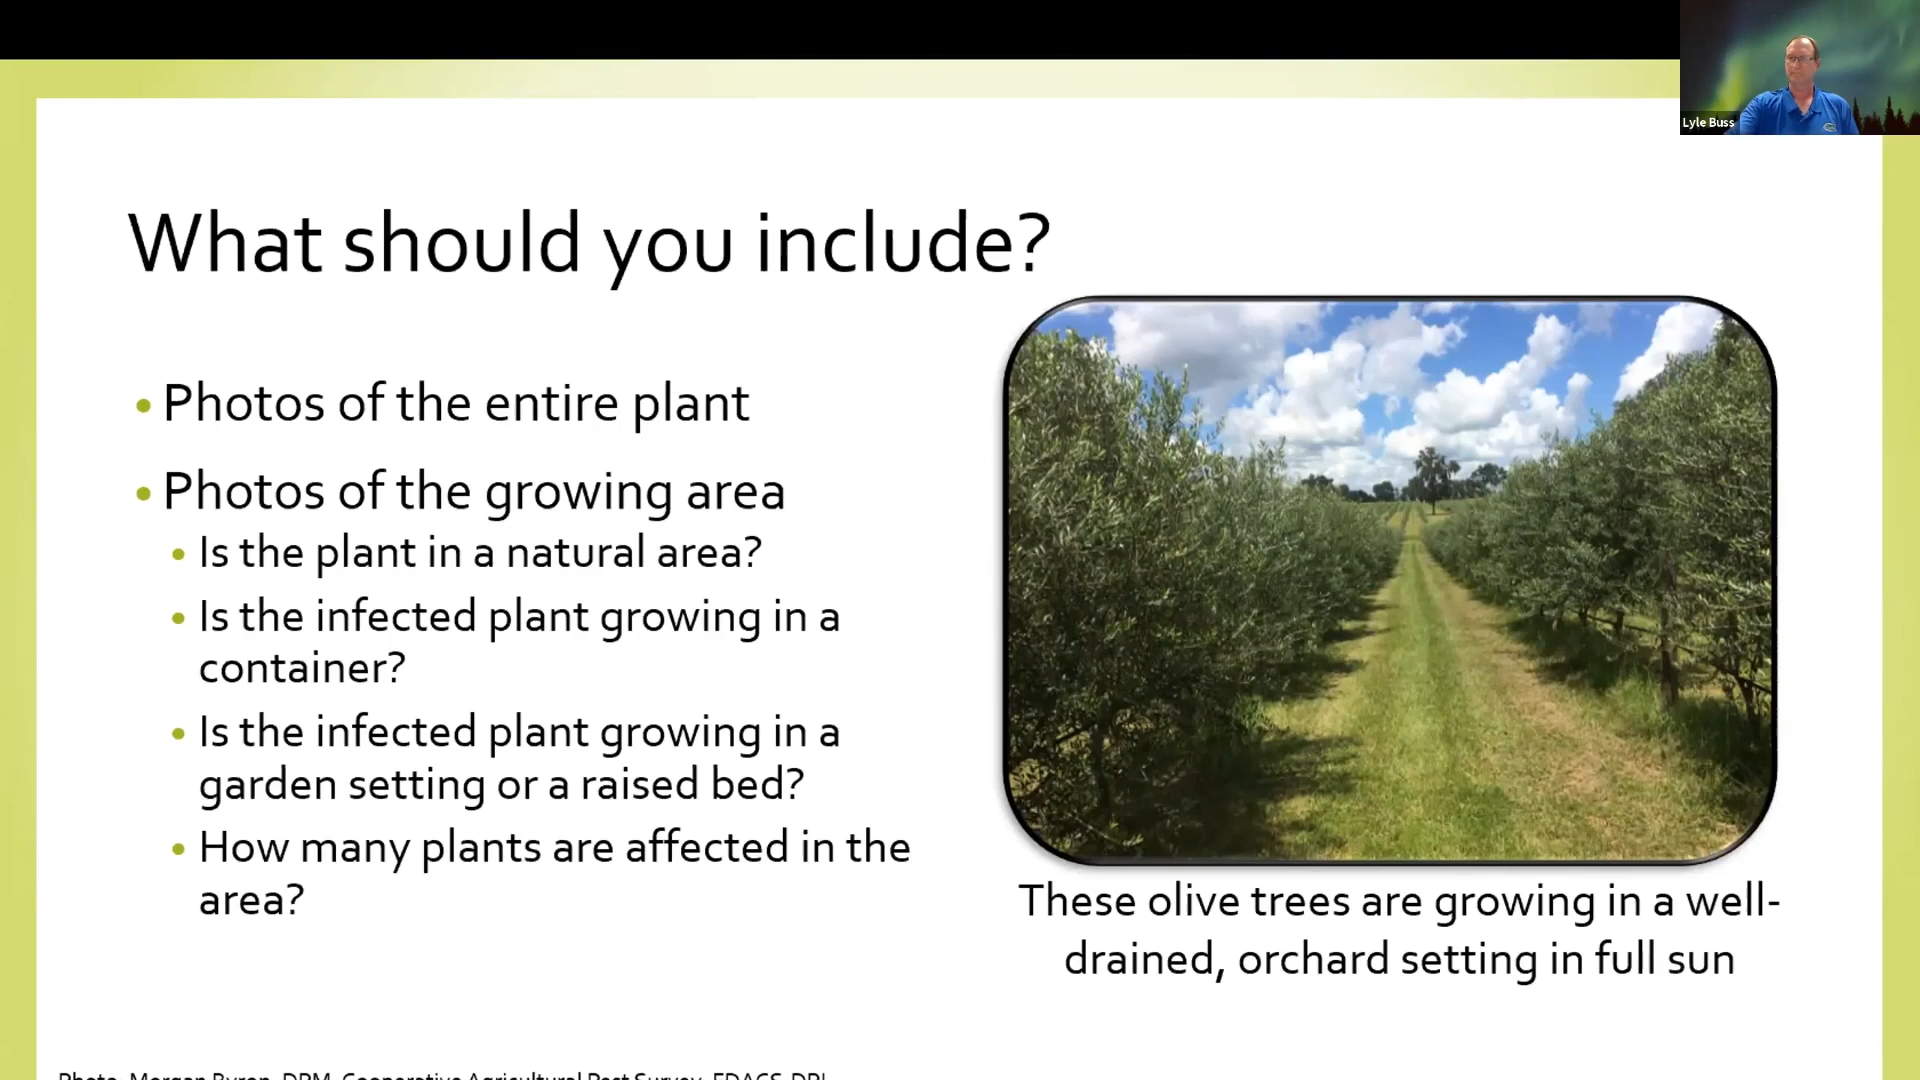 Lyle Buss
What should you include?
• Photos of the entire plant
• Photos of the growing area
• Is the plant in a natural area?
• Is the infected plant growing in a
container?
• Is the infected plant growing in a
garden setting or a raised bed?
• How many plants are affected in the
area?
These olive trees are growing in a well-
drained, orchard setting in full sun
Photo: Morgan Byron, DPM, Cooperative Agricultural Pest Survey, FDACS-DPI